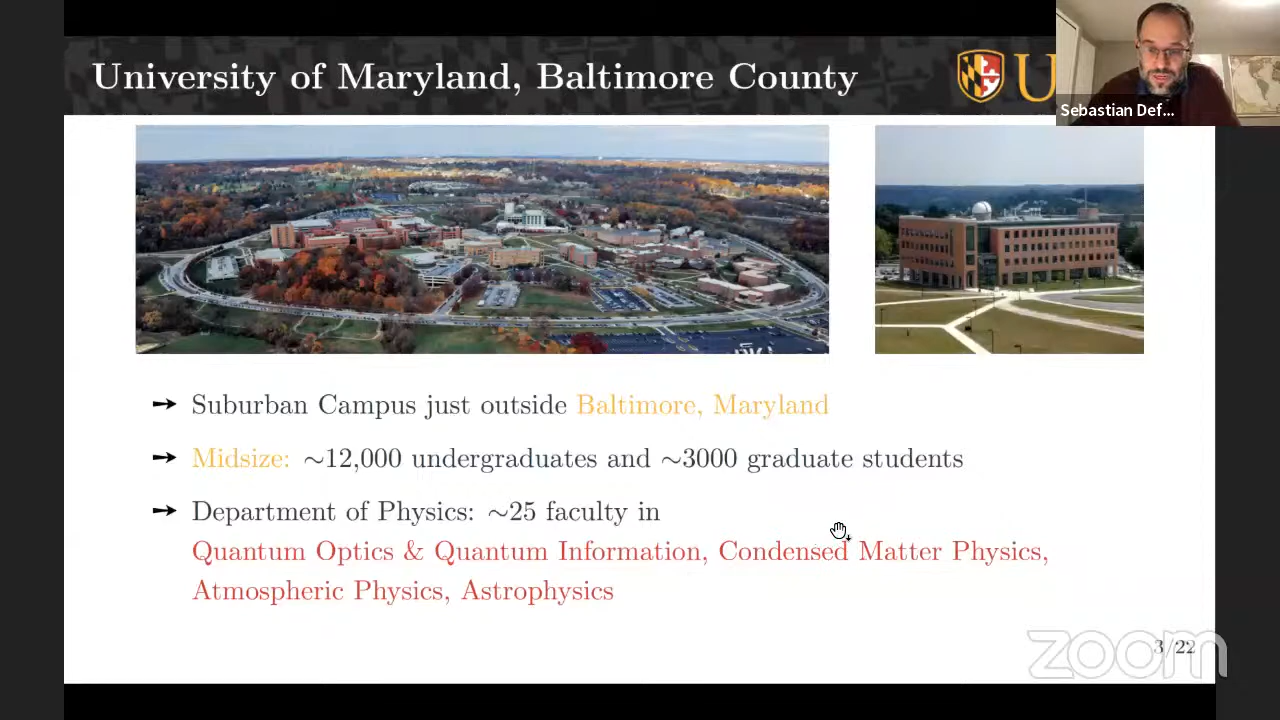 University of Maryland, Baltimore County
U
Sebastian Def...
➙ Suburban Campus just outside Baltimore, Maryland
➙ Midsize: ∼12,000 undergraduates and ∼3000 graduate students
➙ Department of Physics: ∼25 faculty in
Quantum Optics & Quantum Information, Condensed Matter Physics,
Atmospheric Physics, Astrophysics
3/22
zoom